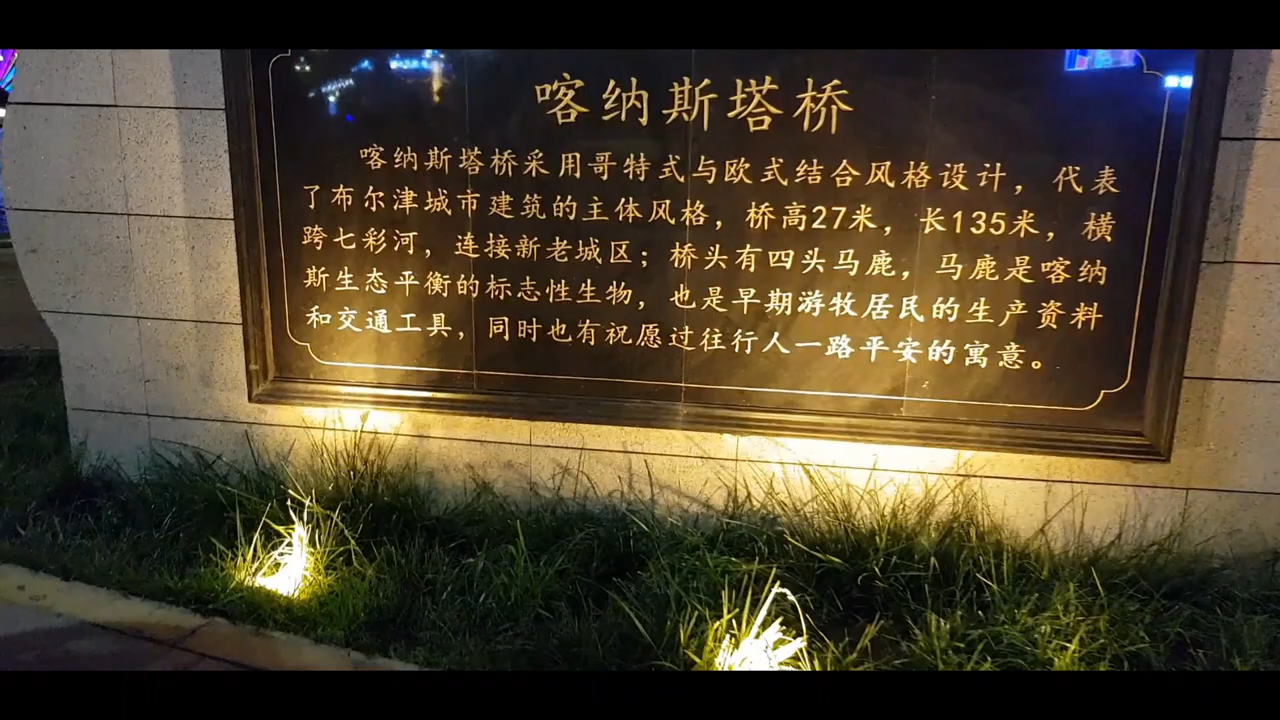 喀纳斯塔桥
喀纳斯塔桥采用哥特式与欧式结合风格设计，代表
了布尔津城市建筑的主体风格，桥高27米，长135米，横
跨七彩河，连接新老城区；桥头有四头马鹿，马鹿是喀纳
斯生态平衡的标志性生物，也是早期游牧居民的生产资料
和交通工具，同时也有祝愿过往行人一路平安的寓意。